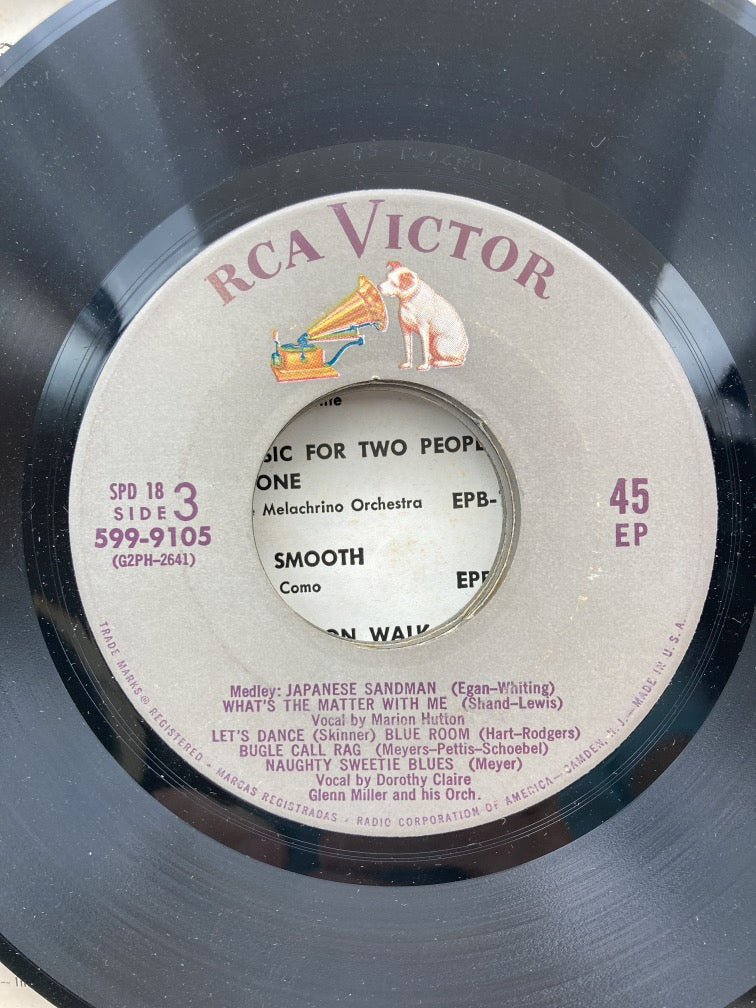 RCA VICTOR
SIC FOR TWO PEOPL
ONE
Melachrino Orchestra EPB-
SMOOTH
Como
WALK
SPD 18
SIDE 3
599-9105
(G2PH-2641)
45
EP
Medley: JAPANESE SANDMAN (Egan-Whiting)
WHAT'S THE MATTER WITH ME (Shand-Lewis)
Vocal by Marion Hutton
LET'S DANCE (Skinner) BLUE ROOM (Hart-Rodgers)
BUGLE CALL RAG (Meyers-Pettis-Schoebel)
NAUGHTY SWEETIE BLUES (Meyer)
Vocal by Dorothy Claire
Glenn Miller and his Orch.
TRADE MARKS ® REGISTERED • MARCAS REGISTRADAS • RADIO CORPORATION OF AMERICA—CAMDEN, N. J.—MADE IN U.S.A.